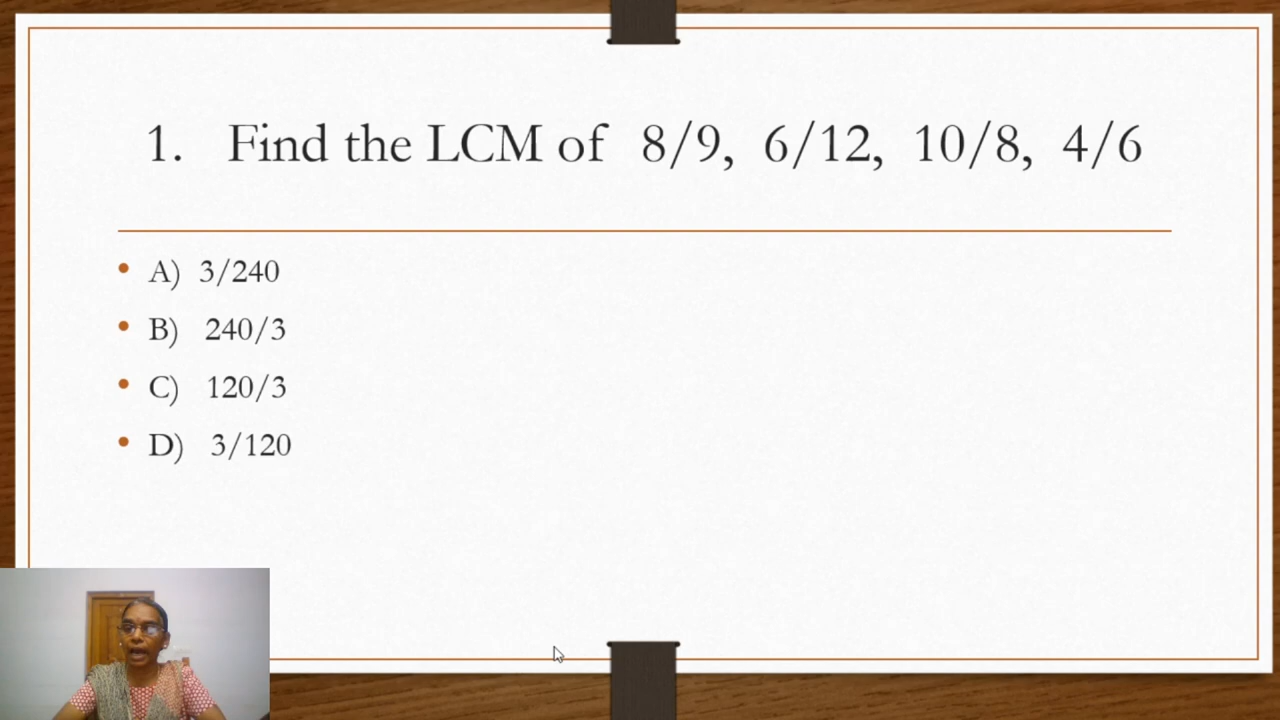 1. Find the LCM of 8/9, 6/12, 10/8, 4/6
• A) 3/240
• B) 240/3
• C) 120/3
• D) 3/120